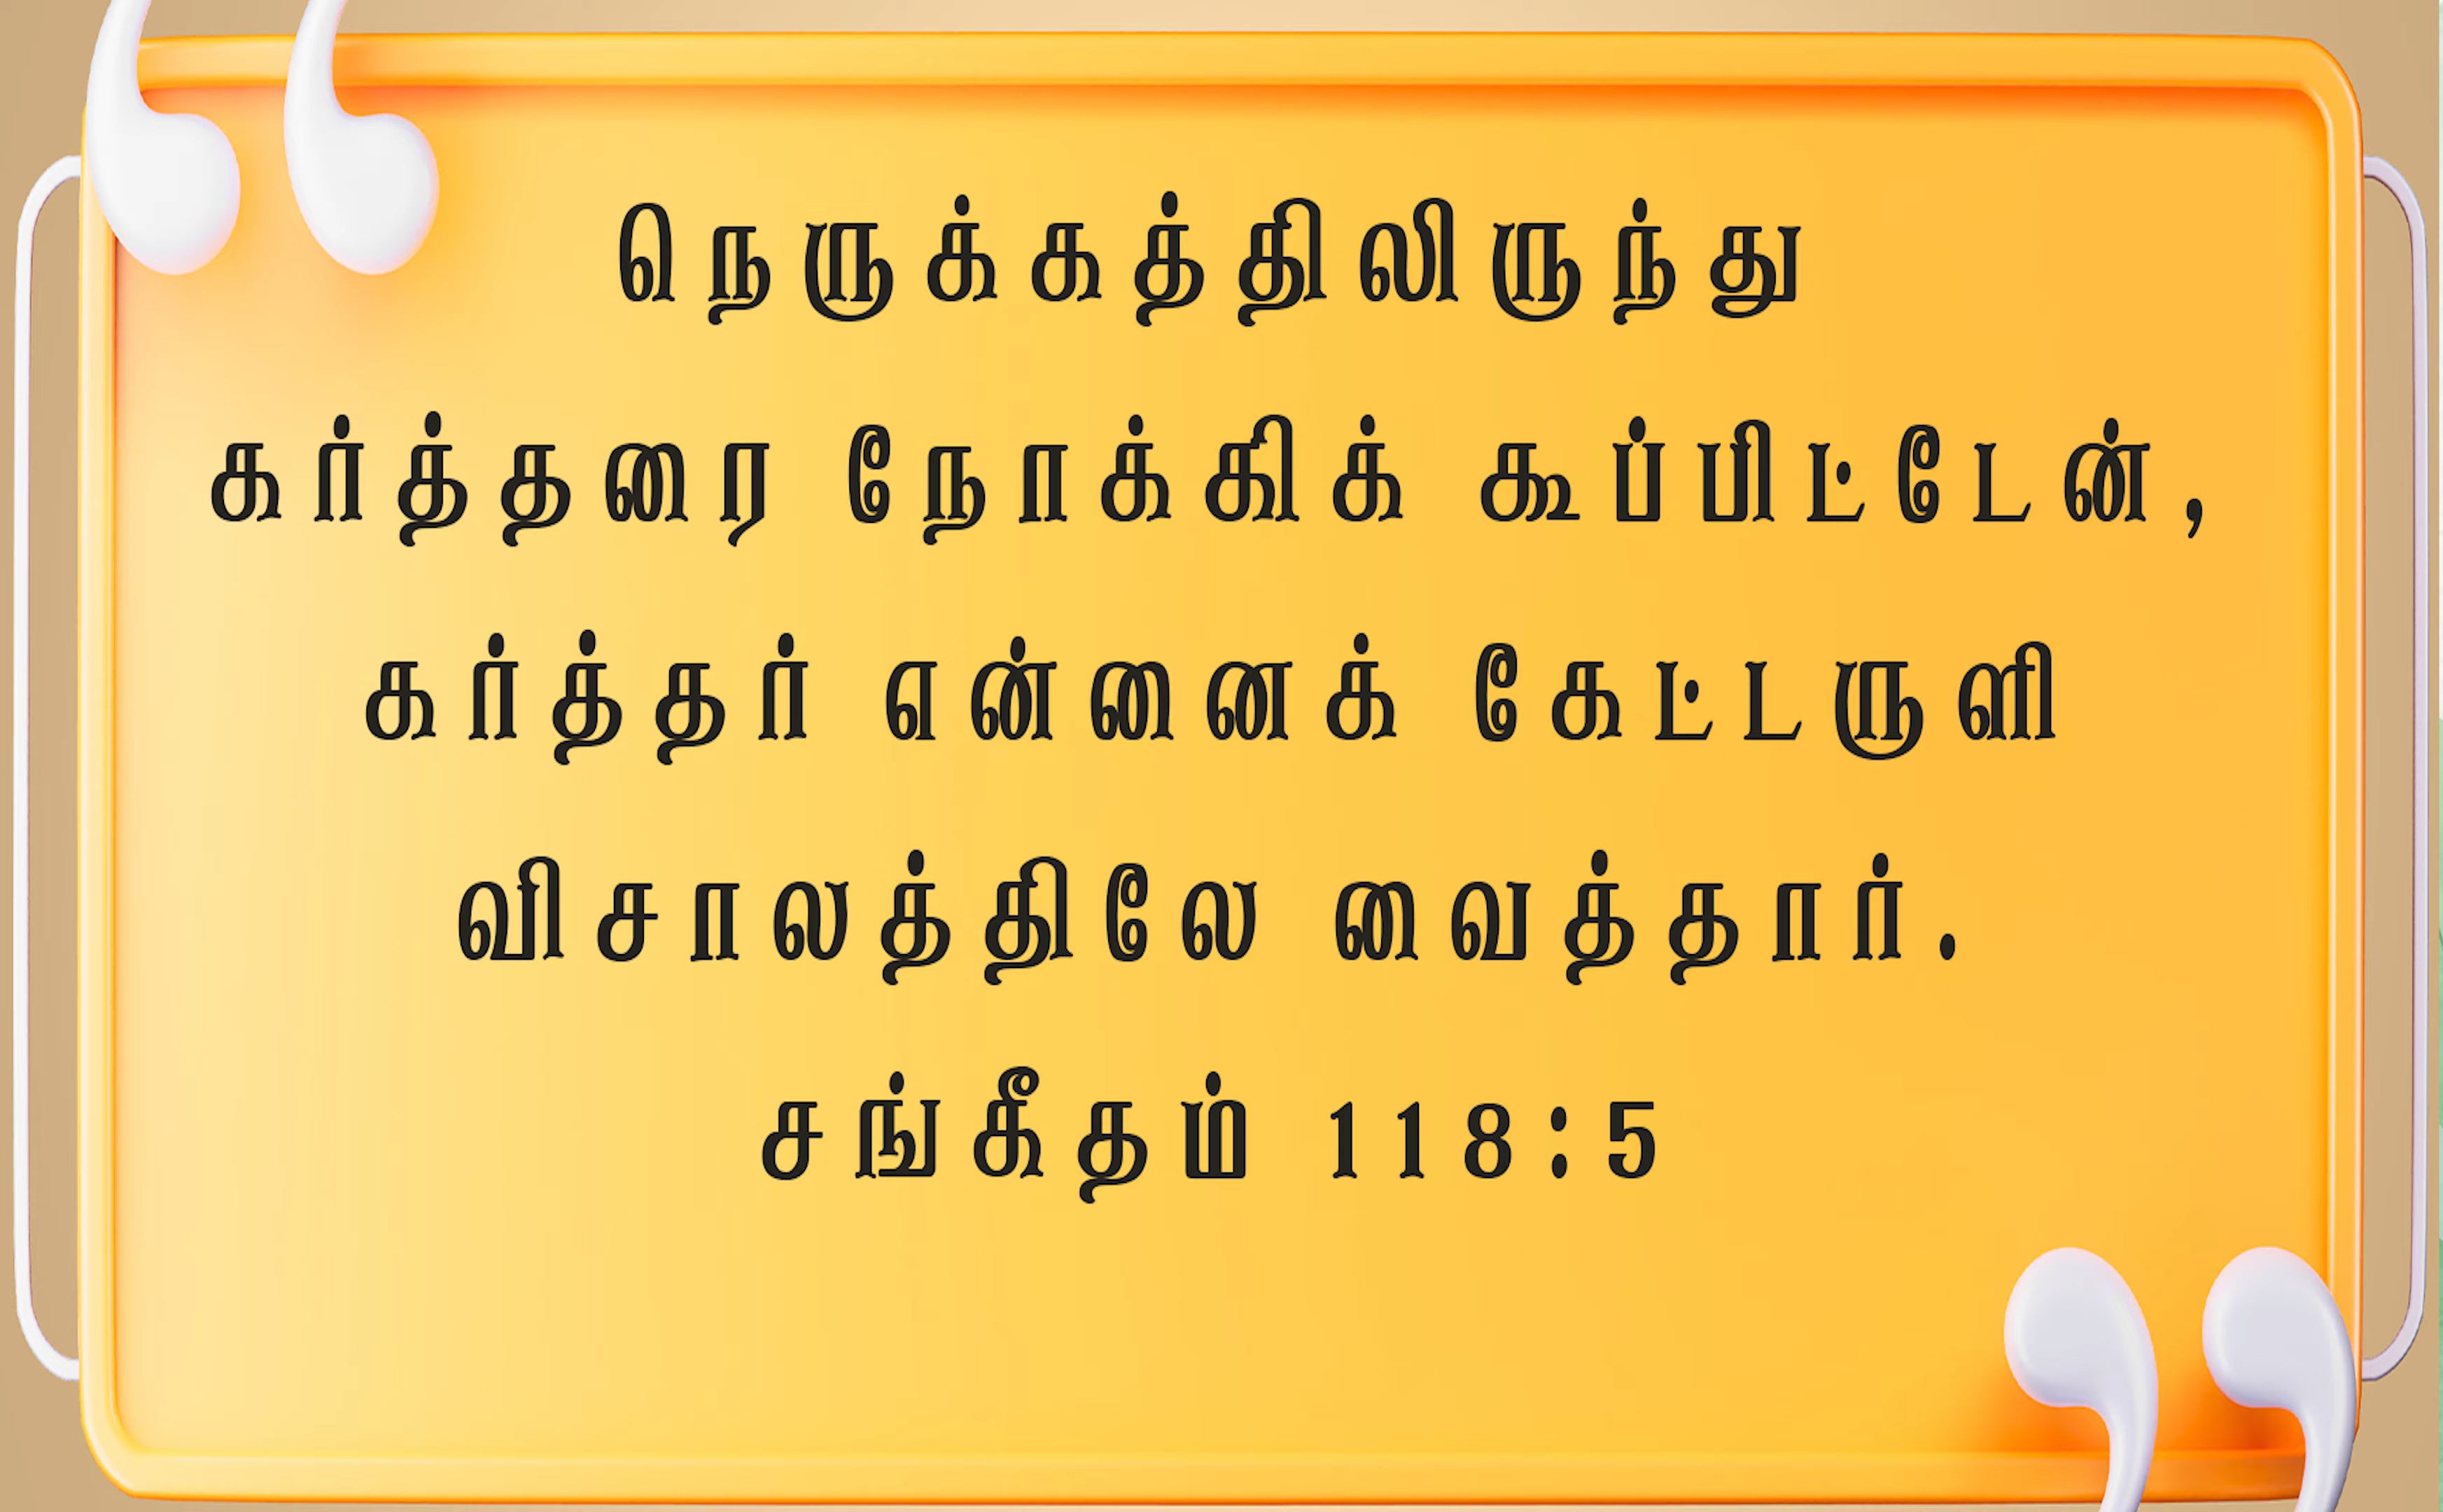 நெருக்கத்திலிருந்து
கர்த்தரை நோக்கிக் கூப்பிட்டேன்,
கர்த்தர் என்னைக் கேட்டருளி
விசாலத்திலே வைத்தார்.
சங்கீதம் 118:5